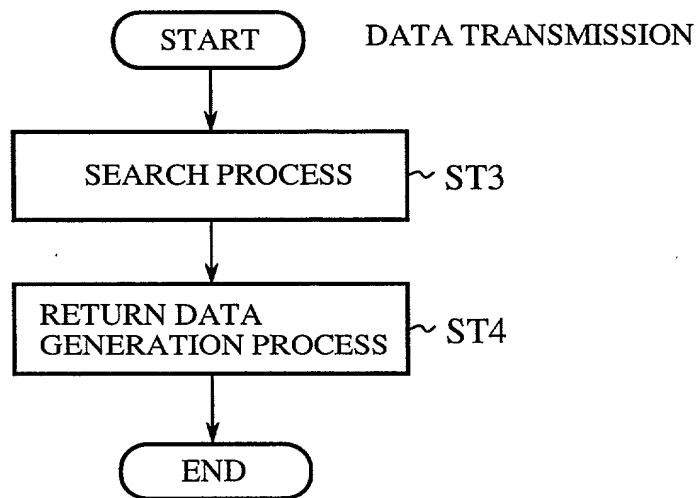 START
DATA TRANSMISSION
SEARCH PROCESS
ST3
RETURN DATA
GENERATION PROCESS
ST4
END